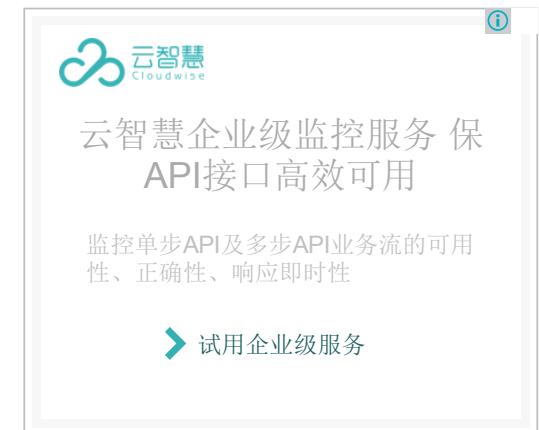 云智慧
Cloudwise
云智慧企业级监控服务 保
API接口高效可用
监控单步API及多步API业务流的可用
性、正确性、响应即时性
试用企业级服务